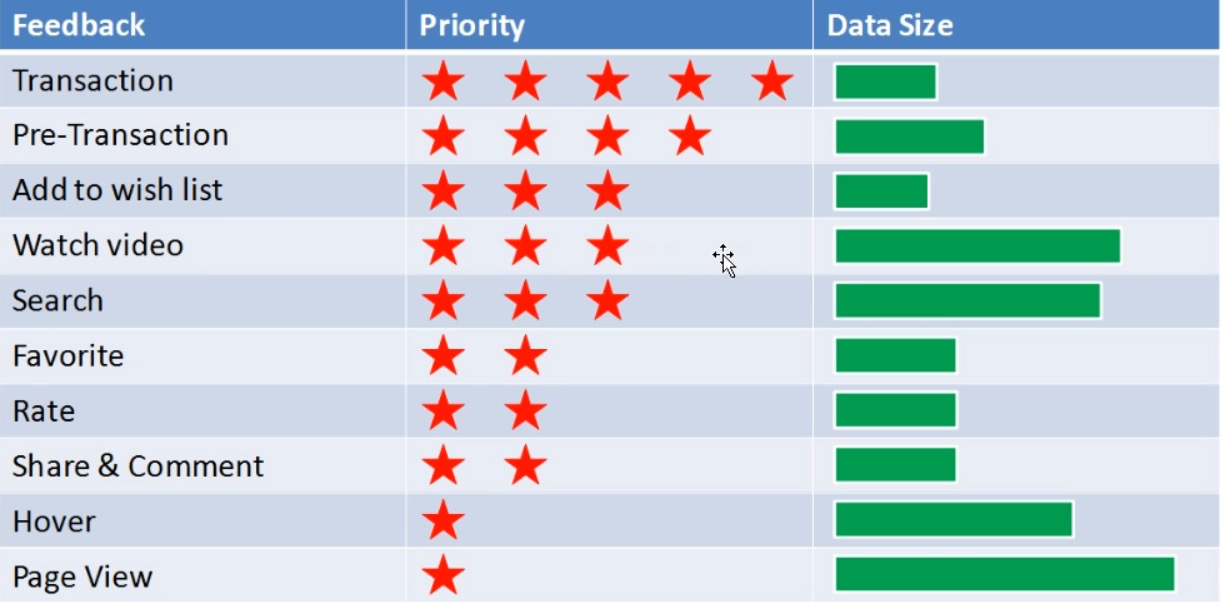 Feedback Priority Data Size
Transaction
Pre-Transaction
Add to wish list
Watch video
Search
Favorite
Rate
Share & Comment
Hover
Page View